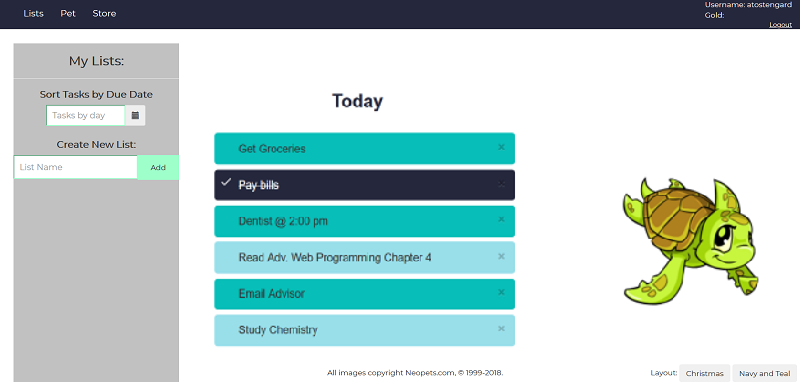 Lists Pet Store
Username: atostengard
Gold:
Logout
My Lists:
Sort Tasks by Due Date
Tasks by day
Create New List:
List Name Add
Today
Get Groceries ×
✓ Pay bills ×
Dentist @ 2:00 pm ×
Read Adv. Web Programming Chapter 4 ×
Email Advisor ×
Study Chemistry ×
All images copyright Neopets.com, © 1999-2018.
Layout: Christmas Navy and Teal